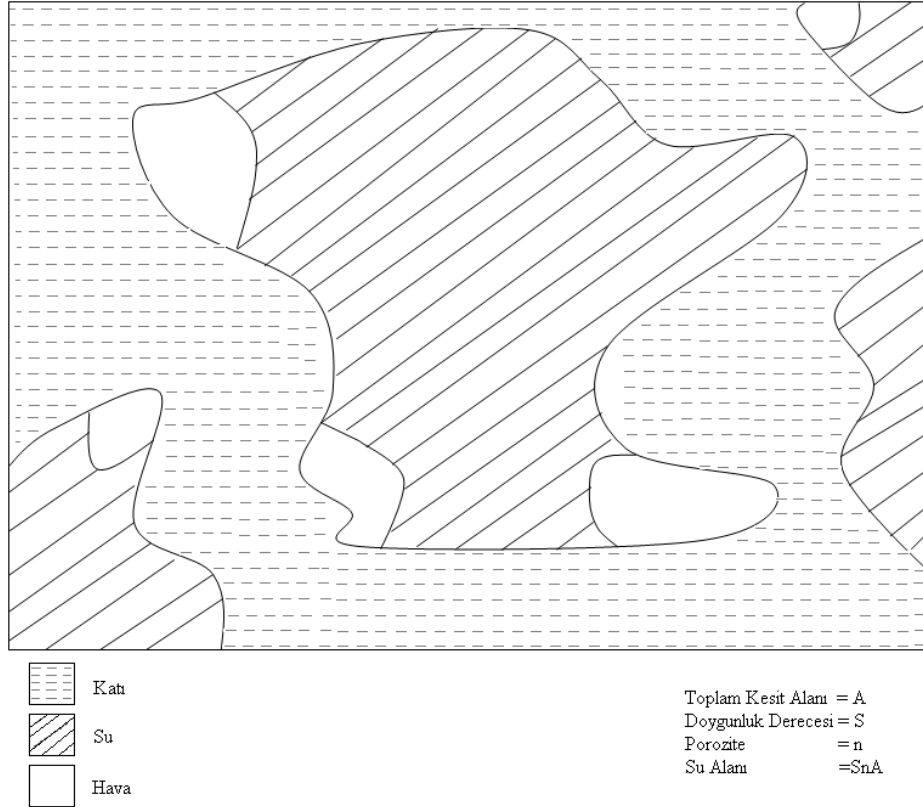 Katı
Su
Hava
Toplam Kesit Alanı = A
Doygunluk Derecesi = S
Porozite = n
Su Alanı =SnA